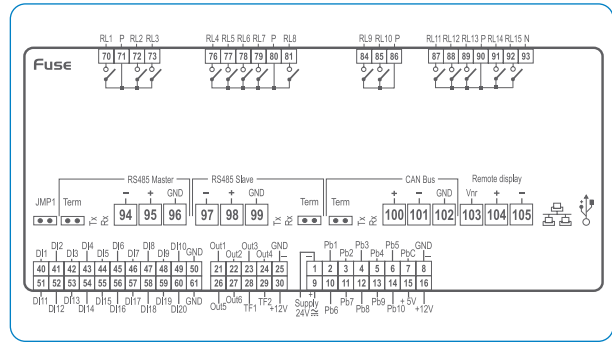 RL1 P RL2 RL3 RL4 RL5 RL6 RL7 P RL8 RL9 RL10 P RL11 RL12 RL13 P RL14 RL15 N
70 71 72 73 76 77 78 79 80 81 84 85 86 87 88 89 90 91 92 93
Fuse
RS485 Master RS485 Slave CAN Bus Remote display
JMP1 Term - + GND - + GND Term Term + - GND Vnr + -
Tx Rx 94 95 96 97 98 99 Tx Rx Tx Rx 100 101 102 103 104 105
DI2 DI4 DI6 DI8 DI10 Out1 Out3 GND Pb1 Pb3 Pb5 GND
DI1 DI3 DI5 DI7 DI9 GND Out2 Out4 - Pb2 Pb4 PbC -
40 41 42 43 44 45 46 47 48 49 50 21 22 23 24 25 1 2 3 4 5 6 7 8
51 52 53 54 55 56 57 58 59 60 61 26 27 28 29 30 9 10 11 12 13 14 15 16
DI11 DI13 DI15 DI17 DI19 GND Out6 TF2 + Supply Pb7 Pb9 + 5V
DI12 DI14 DI16 DI18 DI20 Out5 TF1 +12V 24V Pb6 Pb8 Pb10 +12V